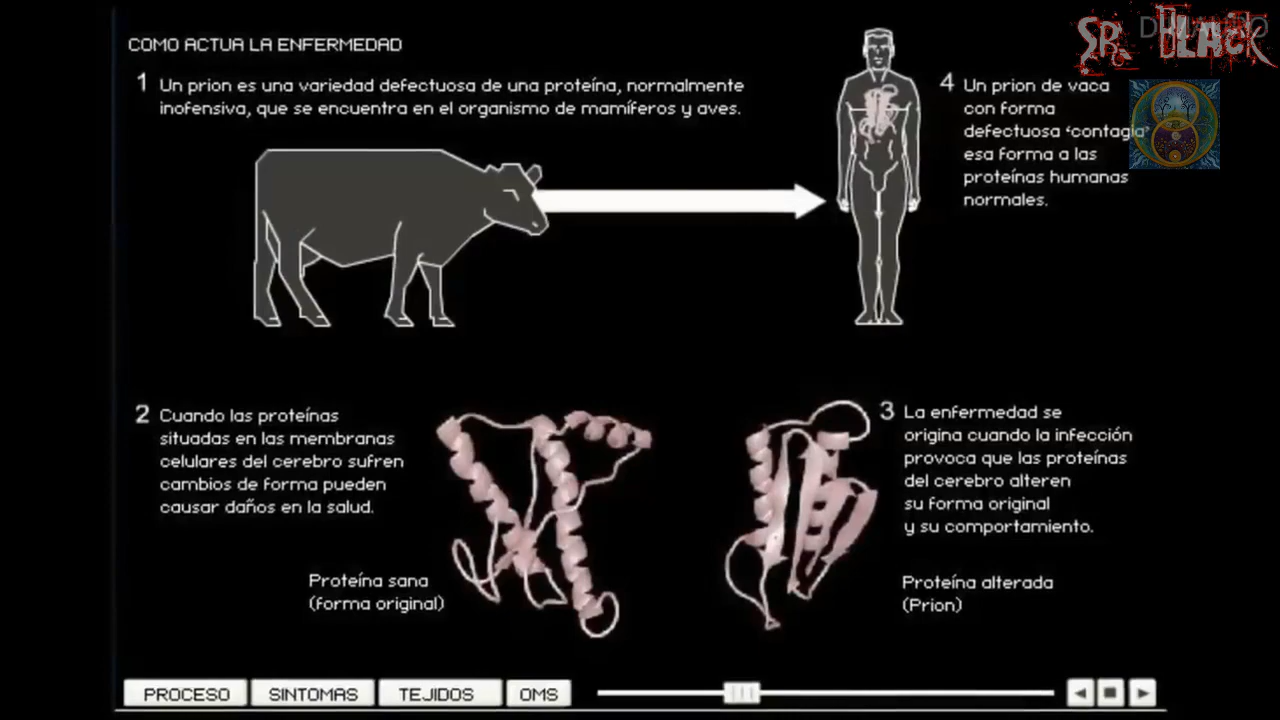 COMO ACTUA LA ENFERMEDAD
1 Un prion es una variedad defectuosa de una proteína, normalmente
inofensiva, que se encuentra en el organismo de mamíferos y aves.
4 Un prion de vaca
con forma
defectuosa ‘contagia’
esa forma a las
proteínas humanas
normales.
SR. BLACK
2 Cuando las proteínas
situadas en las membranas
celulares del cerebro sufren
cambios de forma pueden
causar daños en la salud.
Proteína sana
(forma original)
3 La enfermedad se
origina cuando la infección
provoca que las proteínas
del cerebro alteren
su forma original
y su comportamiento.
Proteína alterada
(Prion)
PROCESO SINTOMAS TEJIDOS OMS